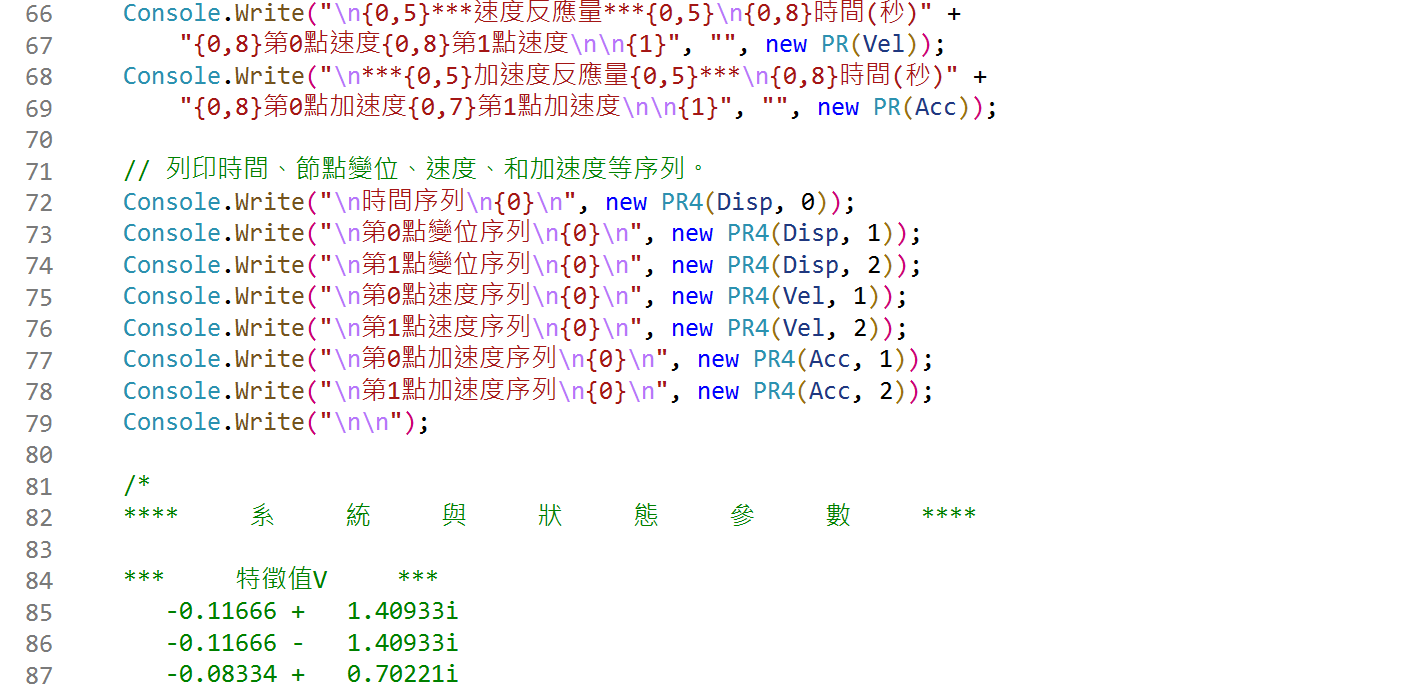 66 Console.Write("\n{0,5}***速度反應量***{0,5}\n{0,8}時間(秒)" +
67 "{0,8}第0點速度{0,8}第1點速度\n\n{1}", "", new PR(Vel));
68 Console.Write("\n***{0,5}加速度反應量{0,5}***\n{0,8}時間(秒)" +
69 "{0,8}第0點加速度{0,7}第1點加速度\n\n{1}", "", new PR(Acc));
70
71 // 列印時間、節點變位、速度、和加速度等序列。
72 Console.Write("\n時間序列\n{0}\n", new PR4(Disp, 0));
73 Console.Write("\n第0點變位序列\n{0}\n", new PR4(Disp, 1));
74 Console.Write("\n第1點變位序列\n{0}\n", new PR4(Disp, 2));
75 Console.Write("\n第0點速度序列\n{0}\n", new PR4(Vel, 1));
76 Console.Write("\n第1點速度序列\n{0}\n", new PR4(Vel, 2));
77 Console.Write("\n第0點加速度序列\n{0}\n", new PR4(Acc, 1));
78 Console.Write("\n第1點加速度序列\n{0}\n", new PR4(Acc, 2));
79 Console.Write("\n\n");
80
81 /*
82 **** 系 統 與 狀 態 參 數 ****
83
84 *** 特徵值V ***
85 -0.11666 + 1.40933i
86 -0.11666 - 1.40933i
87 -0.08334 + 0.70221i